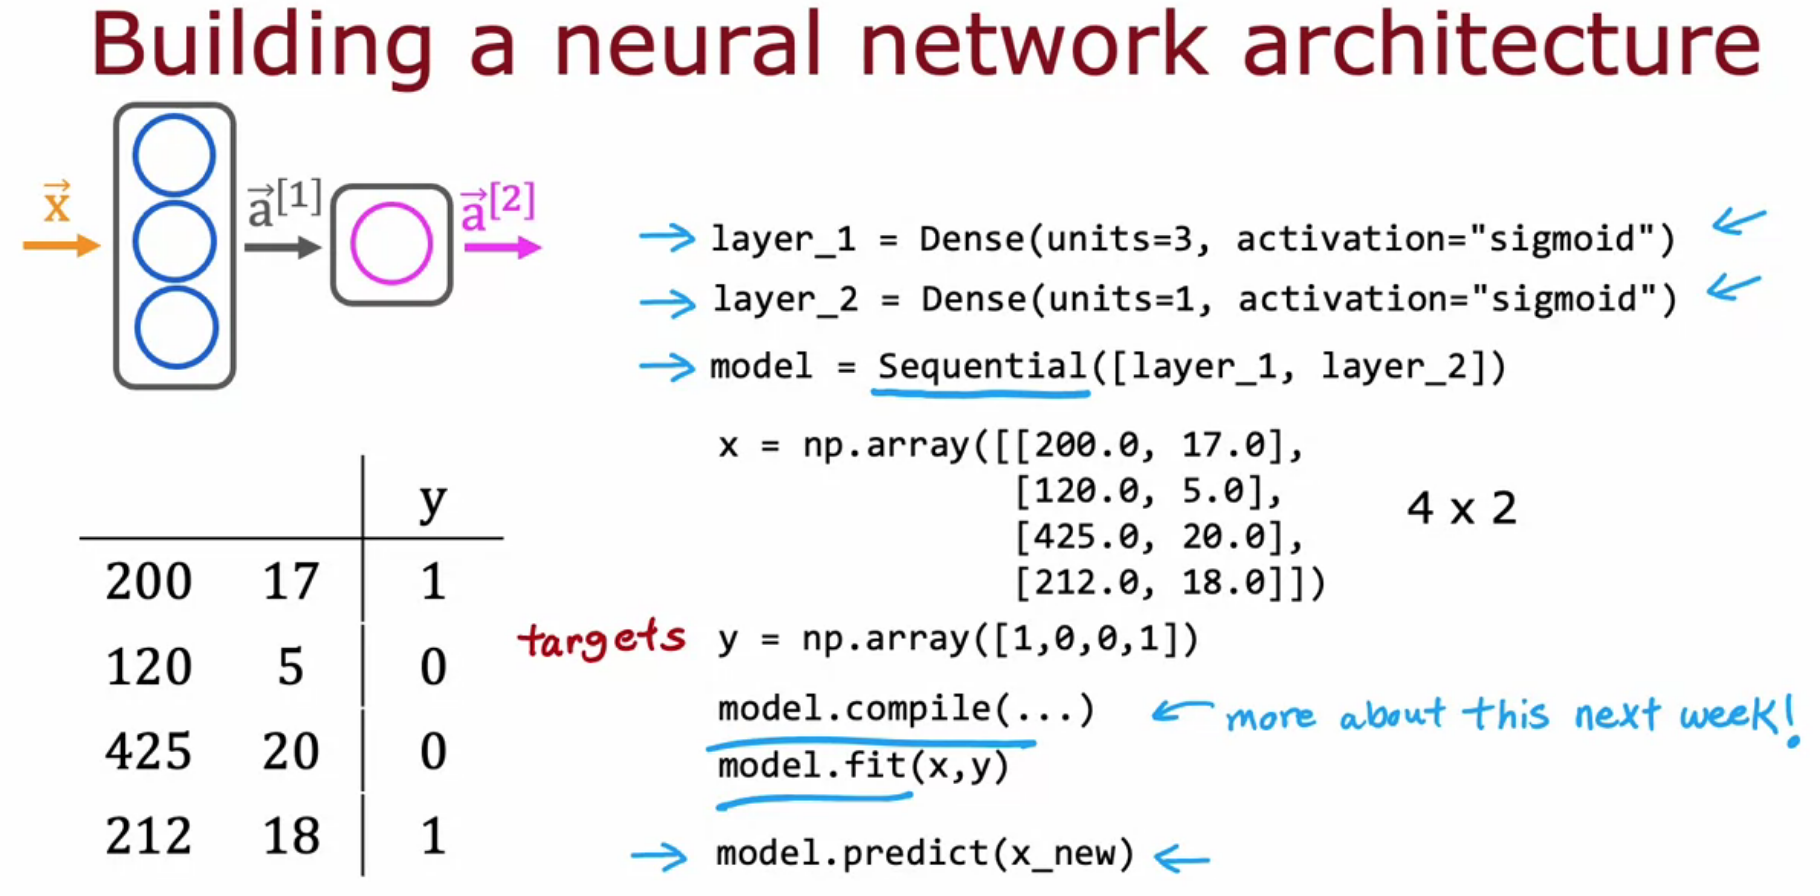 Building a neural network architecture
x⃗
a⃗[1]
a⃗[2]
layer_1 = Dense(units=3, activation="sigmoid")
layer_2 = Dense(units=1, activation="sigmoid")
model = Sequential([layer_1, layer_2])
x = np.array([[200.0, 17.0],
[120.0, 5.0],
[425.0, 20.0],
[212.0, 18.0]])
4 x 2
y
200 17 1
120 5 0
425 20 0
212 18 1
targets y = np.array([1,0,0,1])
model.compile(...) more about this next week!
model.fit(x,y)
model.predict(x_new)